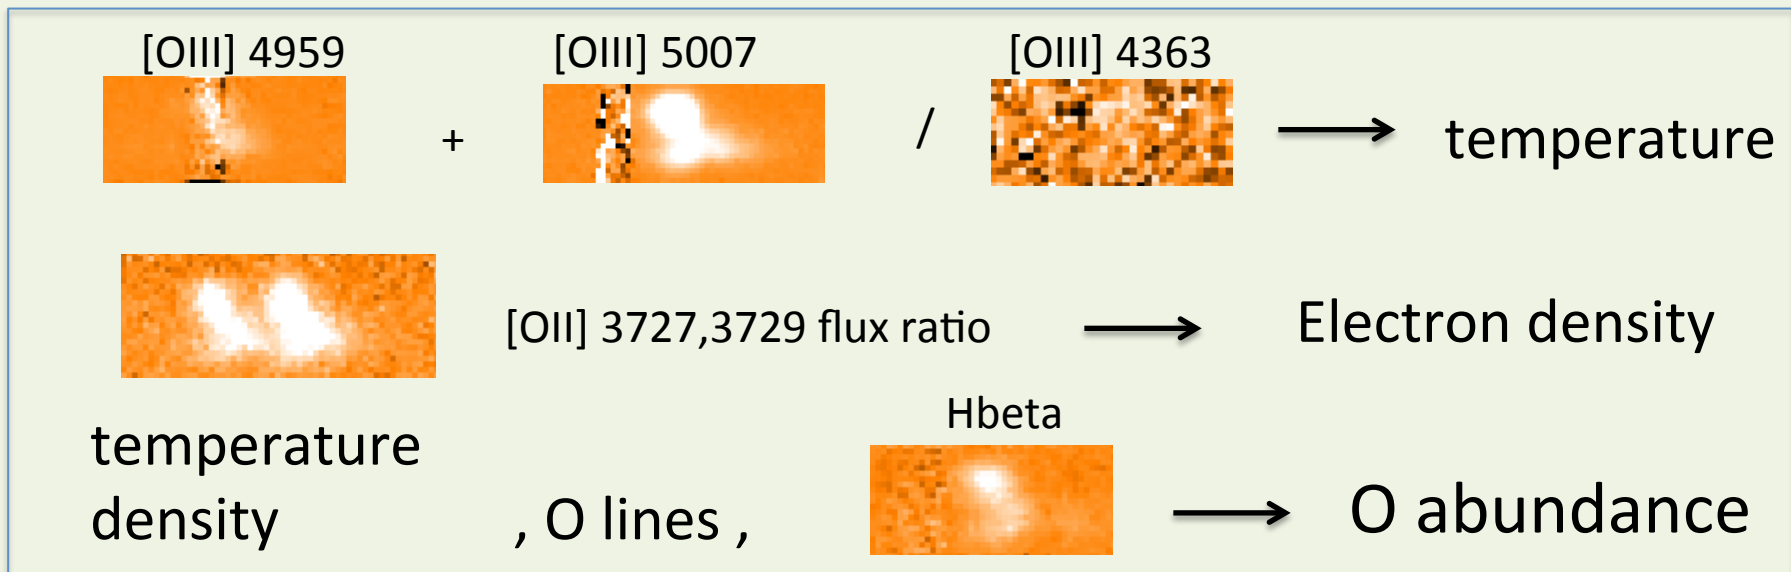 [OIII] 4959 [OIII] 5007 [OIII] 4363
+ / temperature
[OII] 3727,3729 flux ratio Electron density
Hbeta
temperature
density , O lines , O abundance